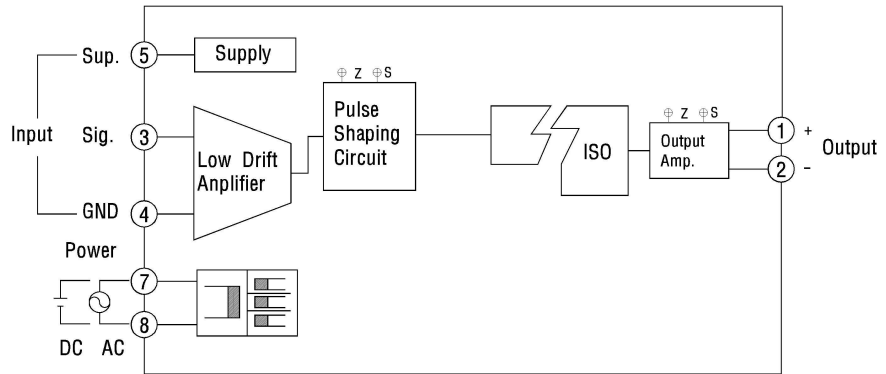 Sup. 5 Supply
Z S
Pulse
Shaping
Circuit
Input Sig. 3
Low Drift
Anplifier
GND 4
ISO
Z S
Output
Amp.
1 +
2 -
Output
Power
7
8
DC AC